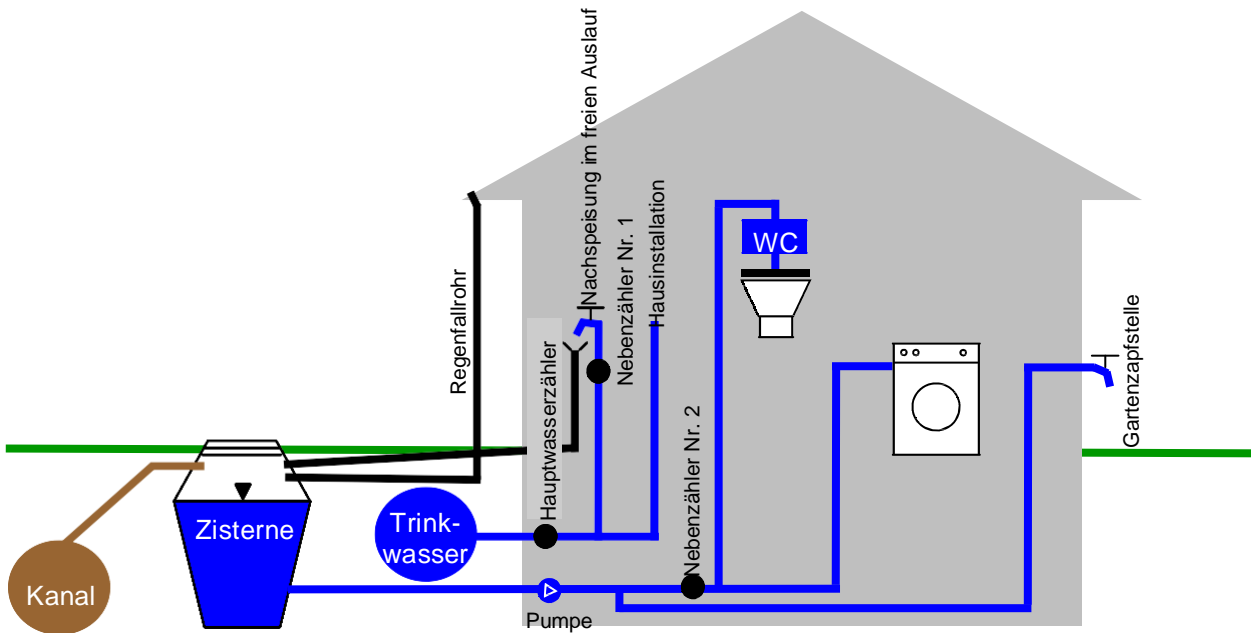 Nachspeisung im freien Auslauf
Nebenzähler Nr. 1
Hausinstallation
WC
Regenfallrohr
Hauptwasserzähler
Gartenzapfstelle
Nebenzähler Nr. 2
Zisterne
Trink-
wasser
Kanal
Pumpe